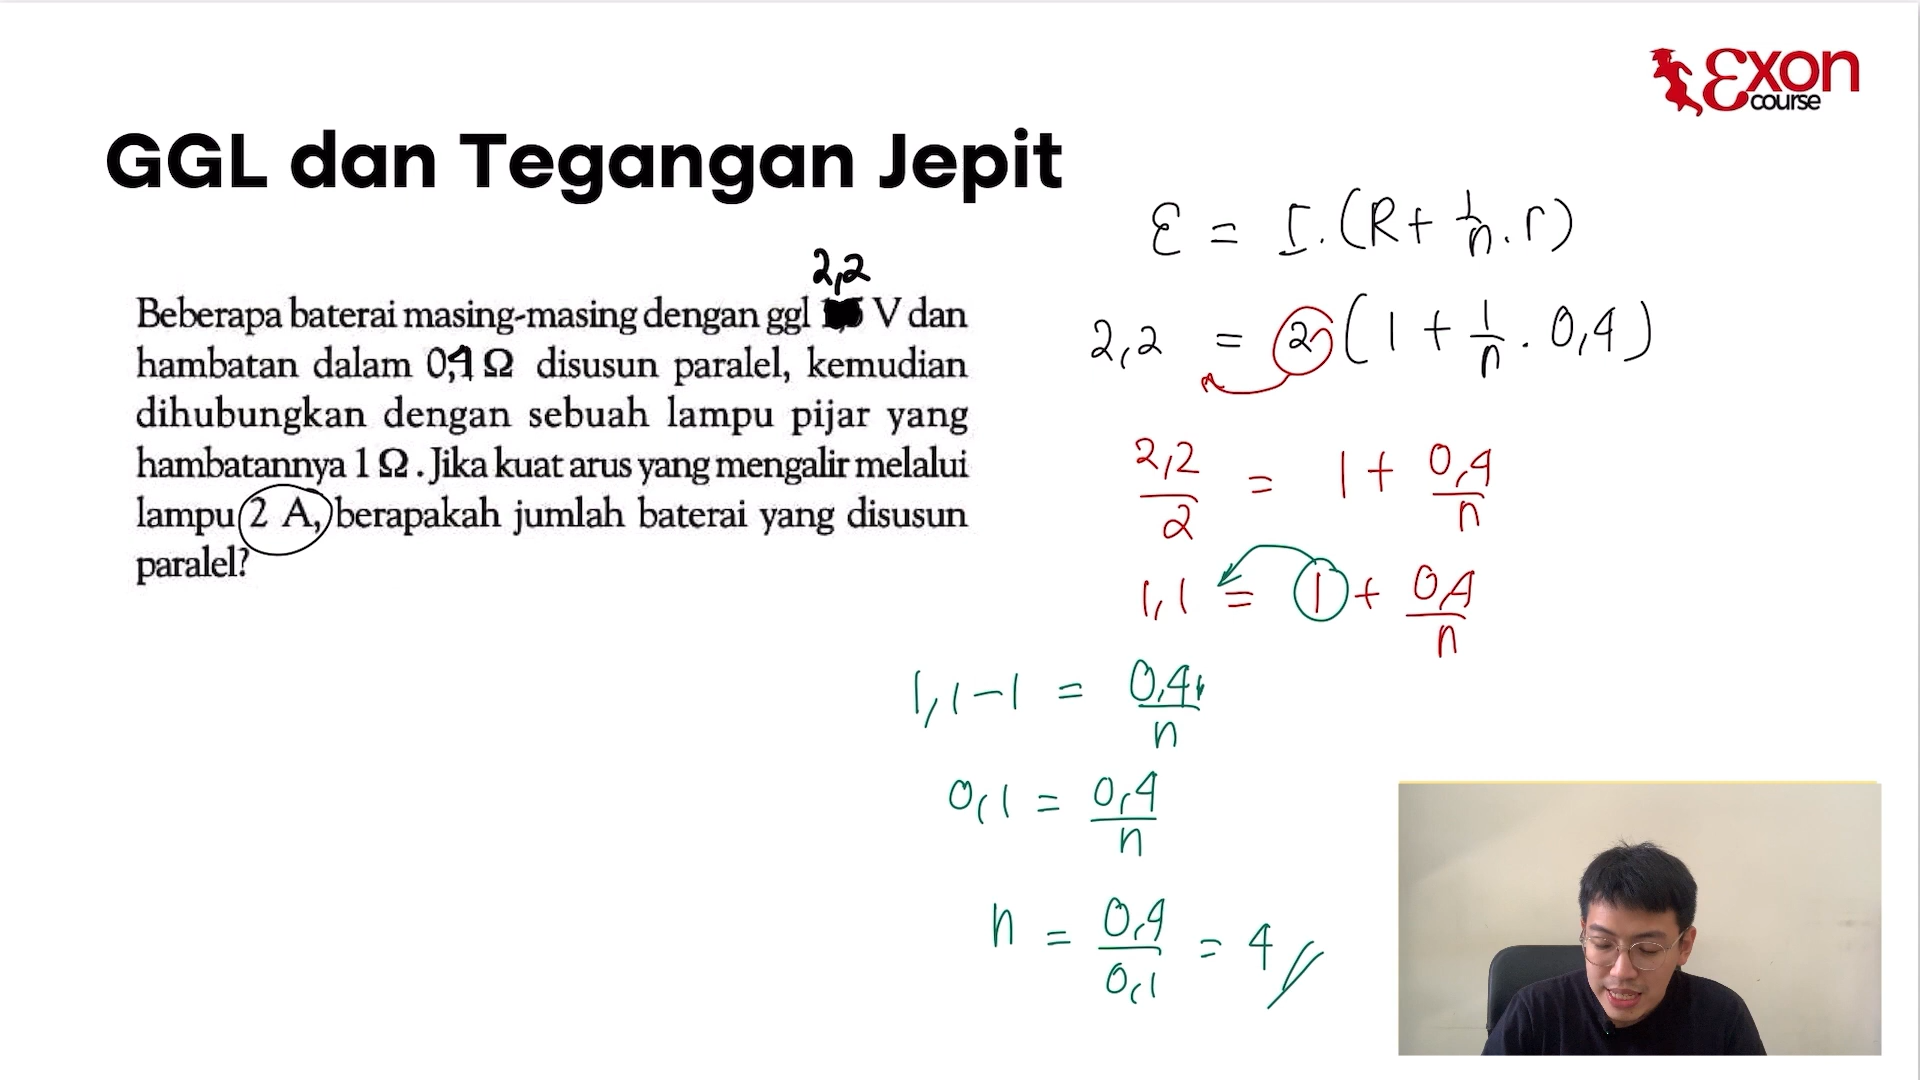 Exon
course
GGL dan Tegangan Jepit
2,2
Beberapa baterai masing-masing dengan ggl V dan
hambatan dalam 0,4 Ω disusun paralel, kemudian
dihubungkan dengan sebuah lampu pijar yang
hambatannya 1 Ω. Jika kuat arus yang mengalir melalui
lampu 2 A, berapakah jumlah baterai yang disusun
paralel?
ε = I.(R + 1/n . r)
2,2 = 2 (1 + 1/n . 0,4)
2,2/2 = 1 + 0,4/n
1,1 = 1 + 0,4/n
1,1 - 1 = 0,4/n
0,1 = 0,4/n
n = 0,4/0,1 = 4